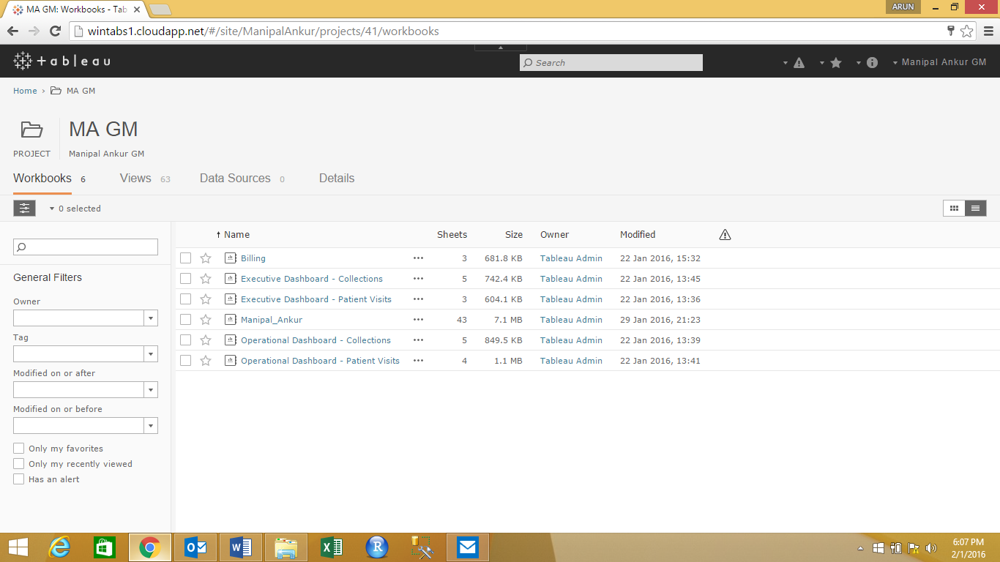 MA GM: Workbooks - Tab
ARUN
wintabs1.cloudapp.net/#/site/ManipalAnkur/projects/41/workbooks
+ a b | e a u
Search
Manipal Ankur GM
Home › MA GM
MA GM
PROJECT Manipal Ankur GM
Workbooks 6 Views 63 Data Sources 0 Details
0 selected
Name Sheets Size Owner Modified
Billing 3 681.8 KB Tableau Admin 22 Jan 2016, 15:32
Executive Dashboard - Collections 5 742.4 KB Tableau Admin 22 Jan 2016, 13:45
Executive Dashboard - Patient Visits 3 604.1 KB Tableau Admin 22 Jan 2016, 13:36
Manipal_Ankur 43 7.1 MB Tableau Admin 29 Jan 2016, 21:23
Operational Dashboard - Collections 5 849.5 KB Tableau Admin 22 Jan 2016, 13:39
Operational Dashboard - Patient Visits 4 1.1 MB Tableau Admin 22 Jan 2016, 13:41
General Filters
Owner
Tag
Modified on or after
Modified on or before
Only my favorites
Only my recently viewed
Has an alert
6:07 PM
2/1/2016